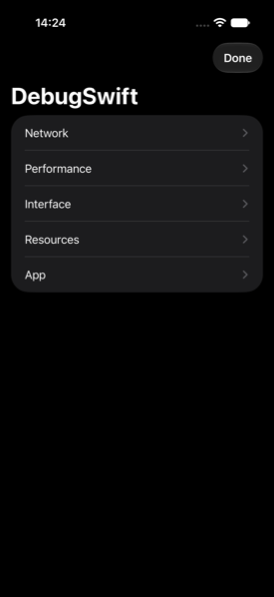 14:24
Done
DebugSwift
Network
Performance
Interface
Resources
App